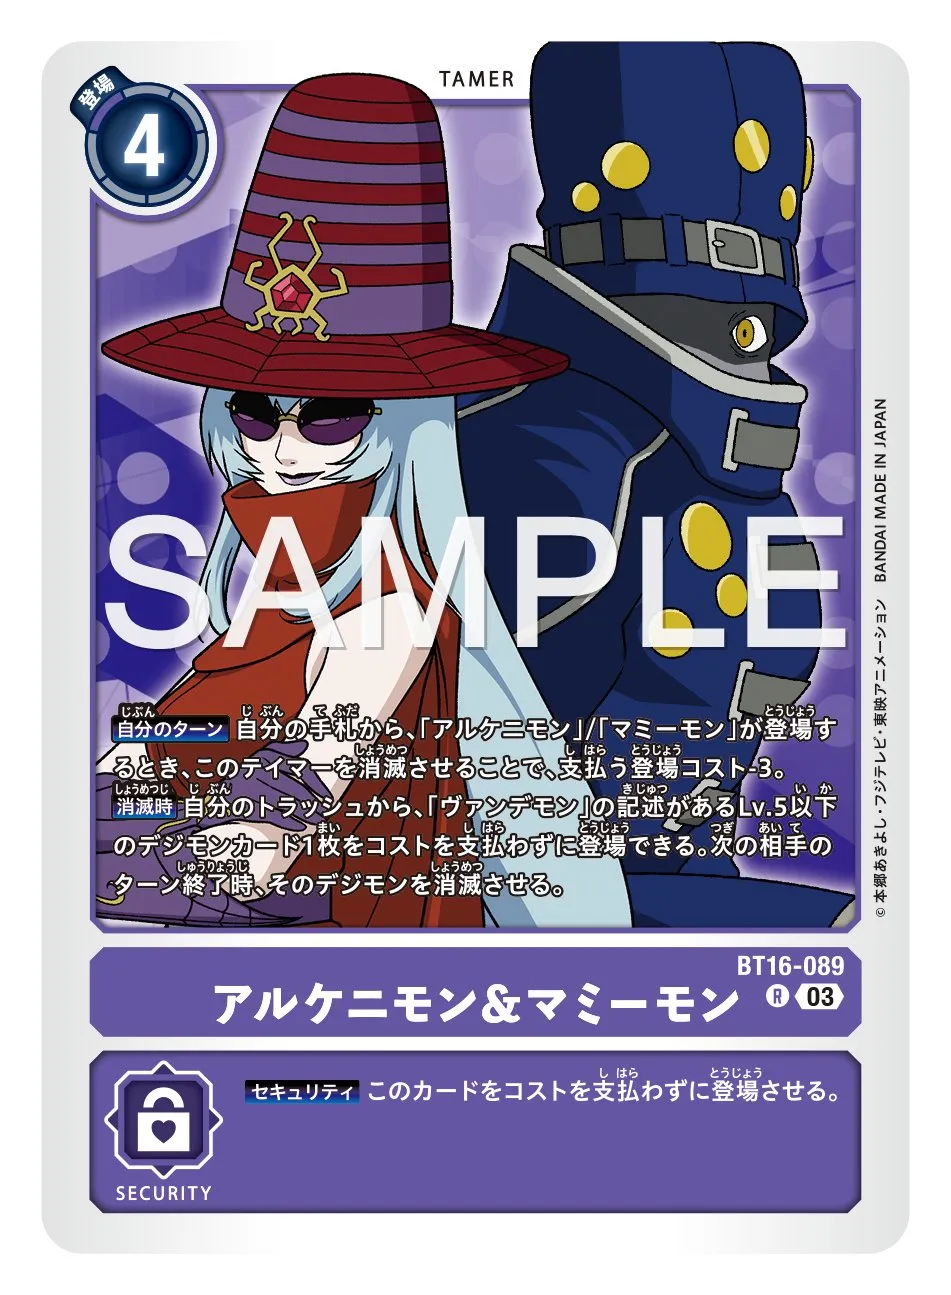 登場
4
TAMER
SAMPLE
自分のターン 自分の手札から、「アルケニモン」/「マミーモン」が登場す
るとき、このテイマーを消滅させることで、支払う登場コスト-3。
消滅時 自分のトラッシュから、「ヴァンデモン」の記述があるLv.5以下
のデジモンカード1枚をコストを支払わずに登場できる。次の相手の
ターン終了時、そのデジモンを消滅させる。
©本郷あきよし・フジテレビ・東映アニメーション BANDAI MADE IN JAPAN
BT16-089
アルケニモン&マミーモン
R 03
セキュリティ このカードをコストを支払わずに登場させる。
SECURITY